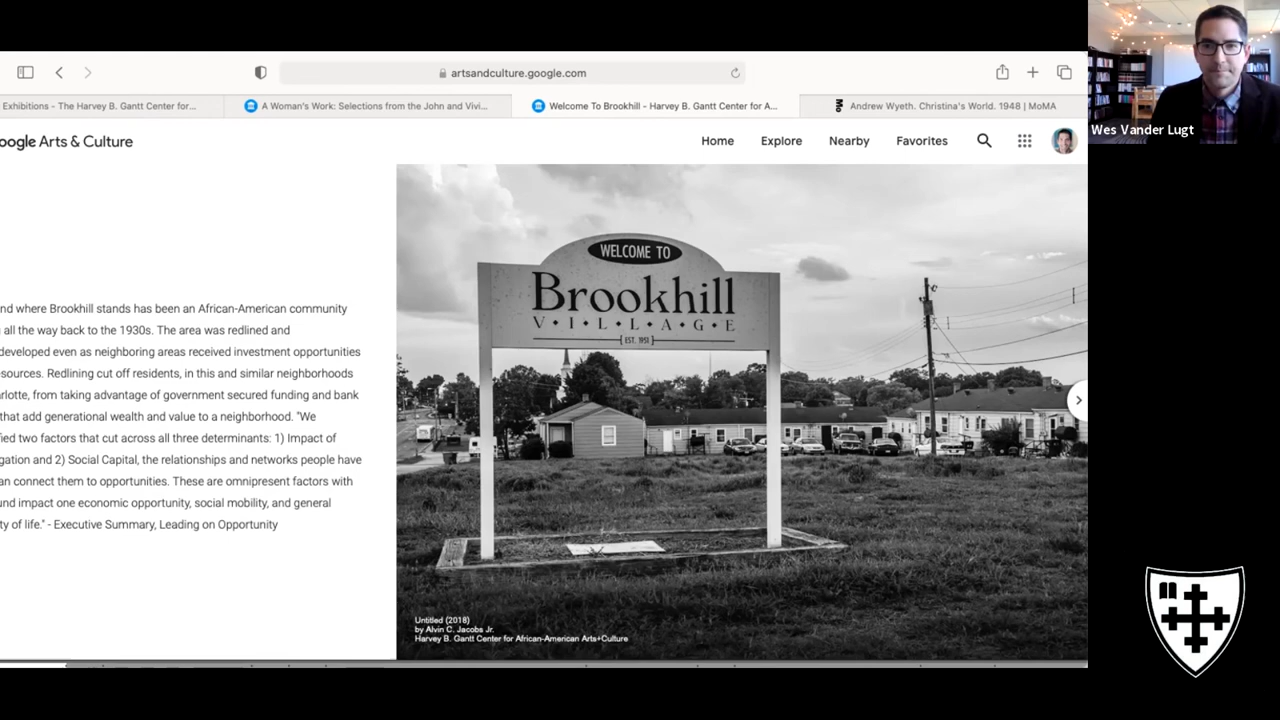 artsandculture.google.com
Exhibitions - The Harvey B. Gantt Center for...
A Woman's Work: Selections from the John and Vivi...
Welcome To Brookhill - Harvey B. Gantt Center for A...
Mo
Andrew Wyeth. Christina's World. 1948 | MoMA
oogle Arts & Culture
Home
Explore
Nearby
Favorites
Wes Vander Lugt
nd where Brookhill stands has been an African-American community
all the way back to the 1930s. The area was redlined and
developed even as neighboring areas received investment opportunities
sources. Redlining cut off residents, in this and similar neighborhoods
rlotte, from taking advantage of government secured funding and bank
that add generational wealth and value to a neighborhood. "We
fied two factors that cut across all three determinants: 1) Impact of
gation and 2) Social Capital, the relationships and networks people have
an connect them to opportunities. These are omnipresent factors with
und impact one economic opportunity, social mobility, and general
ty of life." - Executive Summary, Leading on Opportunity
WELCOME TO
Brookhill
V•I•L•L•A•G•E
EST. 1951
Untitled (2018)
by Alvin C. Jacobs Jr.
Harvey B. Gantt Center for African-American Arts+Culture